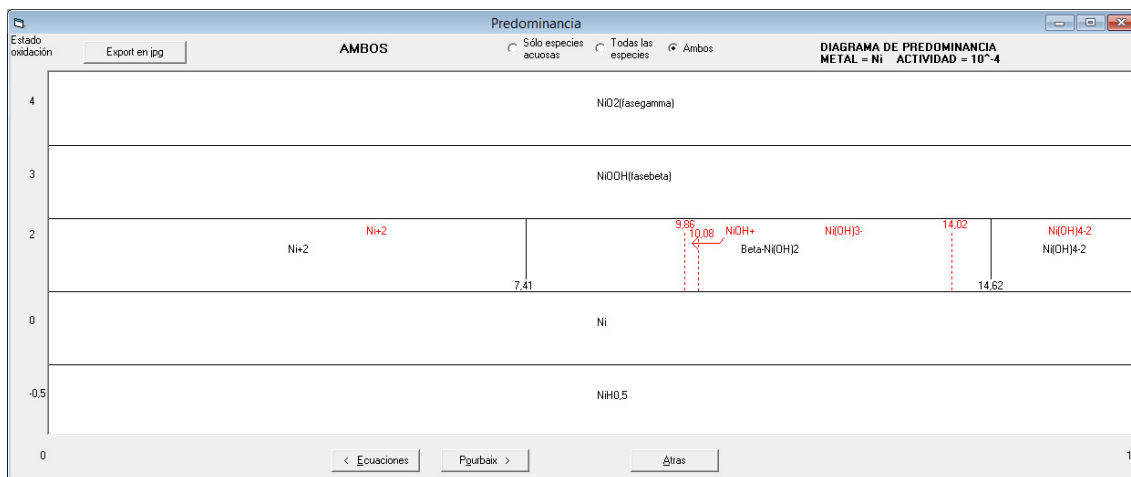 Predominancia
Estado
oxidación
Export en jpg
AMBOS
Sólo especies
acuosas
Todas las
especies
Ambos
DIAGRAMA DE PREDOMINANCIA
METAL = Ni ACTIVIDAD = 10^-4
4
NiO2(fasegamma)
3
NiOOH(fasebeta)
2
Ni+2
9,86
10,08
NiOH+
Ni(OH)3-
14,02
Ni(OH)4-2
Ni+2
Beta-Ni(OH)2
Ni(OH)4-2
7,41
14,62
0
Ni
-0,5
NiH0,5
0
< Ecuaciones
Pourbaix >
Atras
1